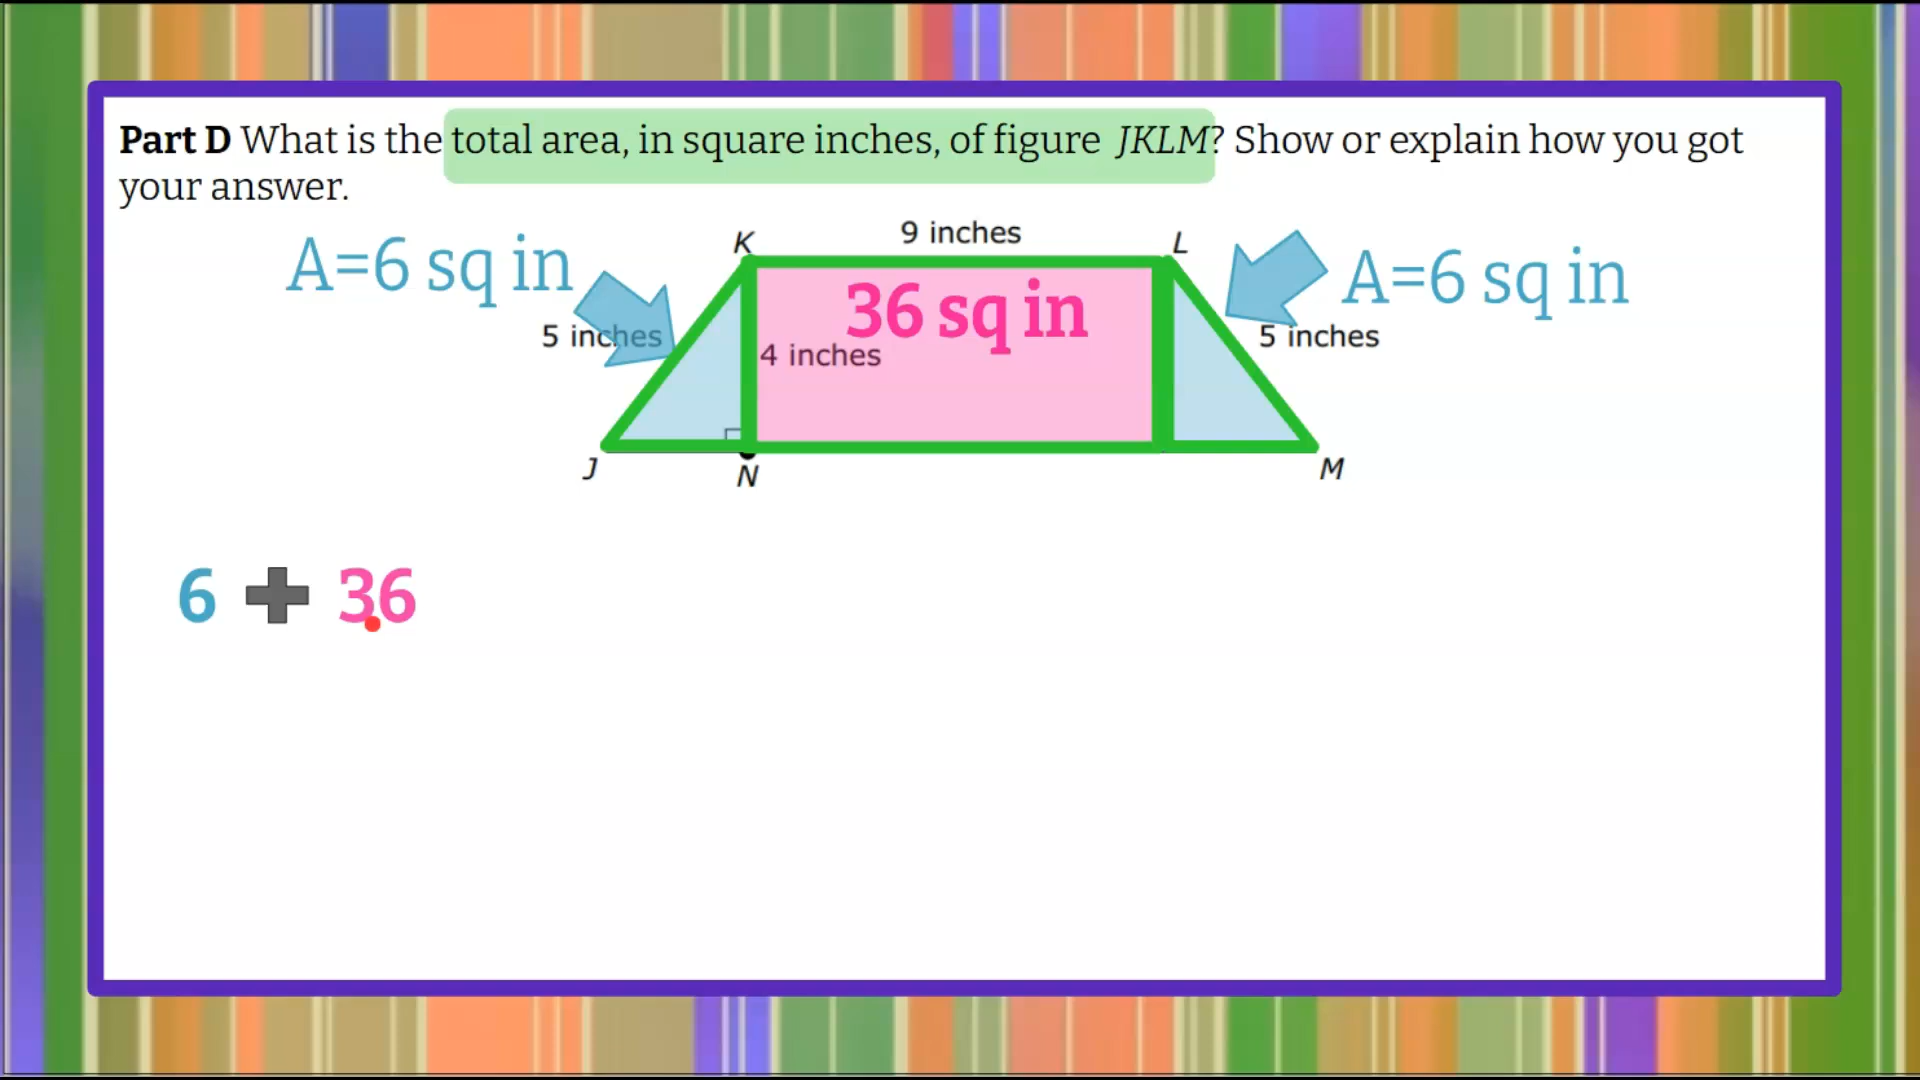 Part D What is the total area, in square inches, of figure JKLM? Show or explain how you got
your answer.
K
9 inches
L
A=6 sq in
A=6 sq in
36 sq in
5 inches
4 inches
5 inches
J
N
M
6 + 36